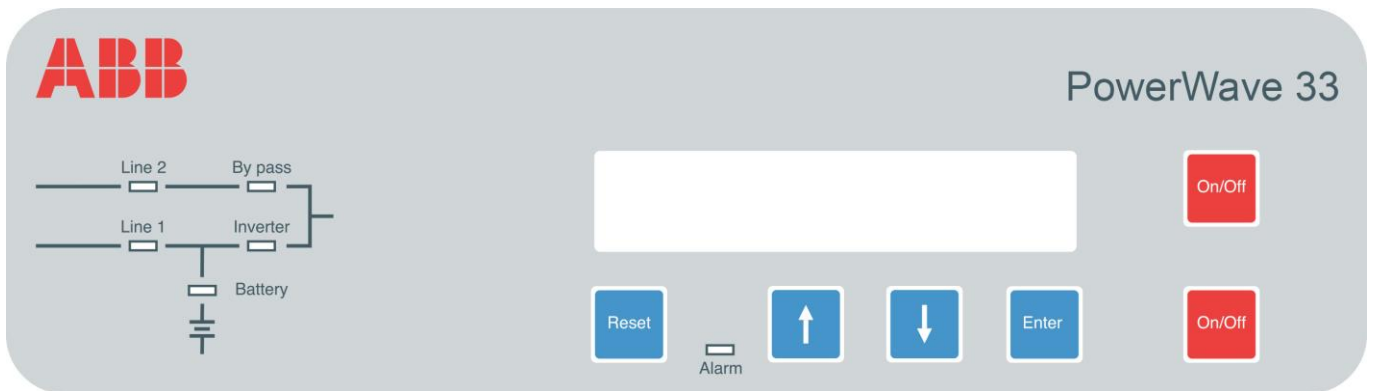 ABB
PowerWave 33
Line 2 By pass
On/Off
Line 1 Inverter
Battery
Reset Enter On/Off
Alarm